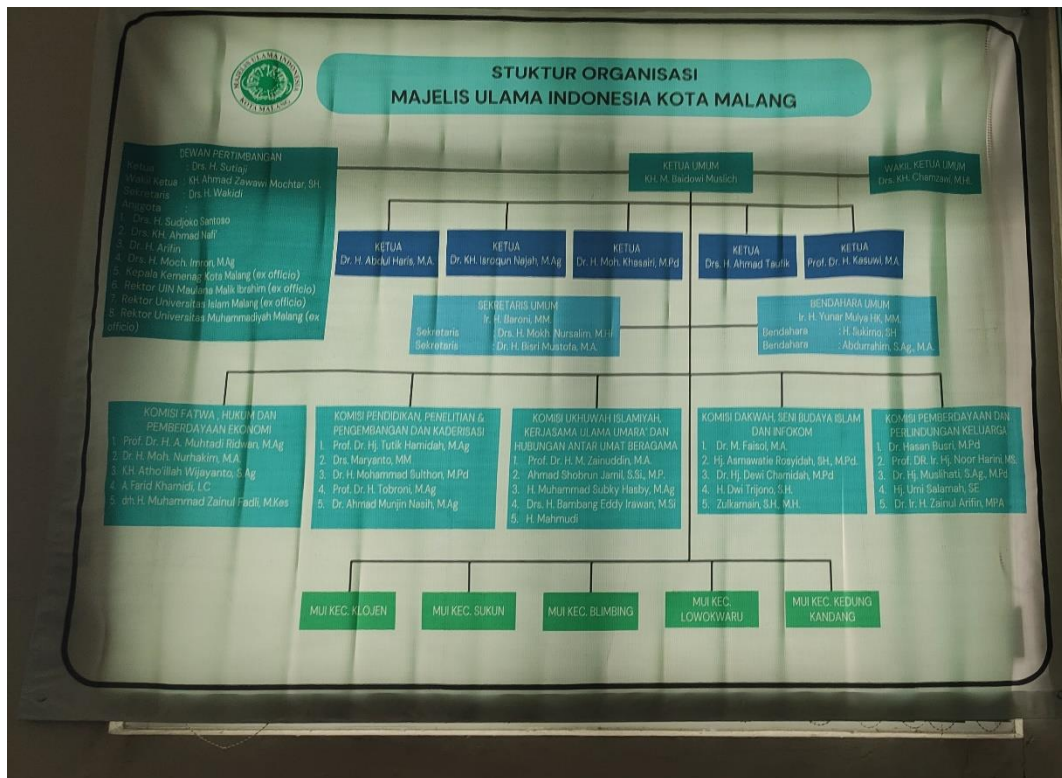 MAJELIS ULAMA INDONESIA
KOTA MALANG
STUKTUR ORGANISASI
MAJELIS ULAMA INDONESIA KOTA MALANG
DEWAN PERTIMBANGAN
Ketua : Drs. H. Sutiaji
Wakil Ketua : KH. Ahmad Zawawi Mochtar, SH.
Sekretaris : Drs. H. Wakidi
Anggota :
1. Drs. H. Sudjoko Santoso
2. Drs. KH. Ahmad Nafi'
3. Dr. H. Arifin
4. Drs. H. Moch. Imron, M,Ag
5. Kepala Kemenag Kota Malang (ex officio)
6. Rektor UIN Maulana Malik Ibrahim (ex officio)
7. Rektor Universitas Islam Malang (ex officio)
8. Rektor Universitas Muhammadiyah Malang (ex
officio)
KETUA UMUM
KH. M. Baidowi Muslich
WAKIL KETUA UMUM
Drs. KH. Chamzawi, M.HI.
KETUA
Dr. H. Abdul Haris, M.A.
KETUA
Dr. KH. Isroqun Najah, M,Ag
KETUA
Dr. H. Moh. Khasairi, M.Pd
KETUA
Drs. H. Ahmad Taufik
KETUA
Prof. Dr. H. Kasuwi, M.A.
SEKRETARIS UMUM
Ir. H. Baroni, MM.
Sekretaris : Drs. H. Mokh. Nursalim, M.HI
Sekretaris : Dr. H. Bisri Mustofa, M.A.
BENDAHARA UMUM
Ir. H. Yunar Mulya HK, MM.
Bendahara : H. Sukirno, SH
Bendahara : Abdurrahim, S.Ag., M.A.
KOMISI FATWA , HUKUM DAN
PEMBERDAYAAN EKONOMI
1. Prof. Dr. H. A. Muhtadi Ridwan, M.Ag
2. Dr. H. Moh. Nurhakim, M.A.
3. KH. Atho'illah Wijayanto, S.Ag
4. A.Farid Khamidi, LC
5. drh. H. Muhammad Zainul Fadli, M.Kes
KOMISI PENDIDIKAN, PENELITIAN &
PENGEMBANGAN DAN KADERISASI
1. Prof. Dr. Hj. Tutik Hamidah, M,Ag
2. Drs. Maryanto, MM
3. Dr. H. Mohammad Sulthon, M.Pd
4. Prof. Dr. H. Tobroni, M.Ag
5. Dr. Ahmad Munjin Nasih, M.Ag
KOMISI UKHUWAH ISLAMIYAH,
KERJASAMA ULAMA UMARA' DAN
HUBUNGAN ANTAR UMAT BERAGAMA
1. Prof. Dr. H. M. Zainuddin, M.A.
2. Ahmad Shobrun Jamil, S.Si., M.P.
3. H. Muhammad Subky Hasby, M.Ag
4. Drs. H. Bambang Eddy Irawan, M.Si
5. H. Mahmudi
KOMISI DAKWAH, SENI BUDAYA ISLAM
DAN INFOKOM
1. Dr. M. Faisol, M.A.
2. Hj. Asmawatie Rosyidah, SH., M.Pd.
3. Dr. Hj. Dewi Chamidah, M.Pd
4. H. Dwi Trijono, S.H.
5. Zulkarnain, S.H., M.H.
KOMISI PEMBERDAYAAN DAN
PERLINDUNGAN KELUARGA
1. Dr. Hasan Busri, M.Pd
2. Prof. DR. Ir. Hj. Noor Harini, MS.
3. Dr. Hj. Muslihati, S.Ag., M.Pd
4. Hj. Umi Salamah, SE
5. Dr. Ir. H. Zainul Arifin, MPA
MUI KEC. KLOJEN
MUI KEC. SUKUN
MUI KEC. BLIMBING
MUI KEC.
LOWOKWARU
MUI KEC. KEDUNG
KANDANG